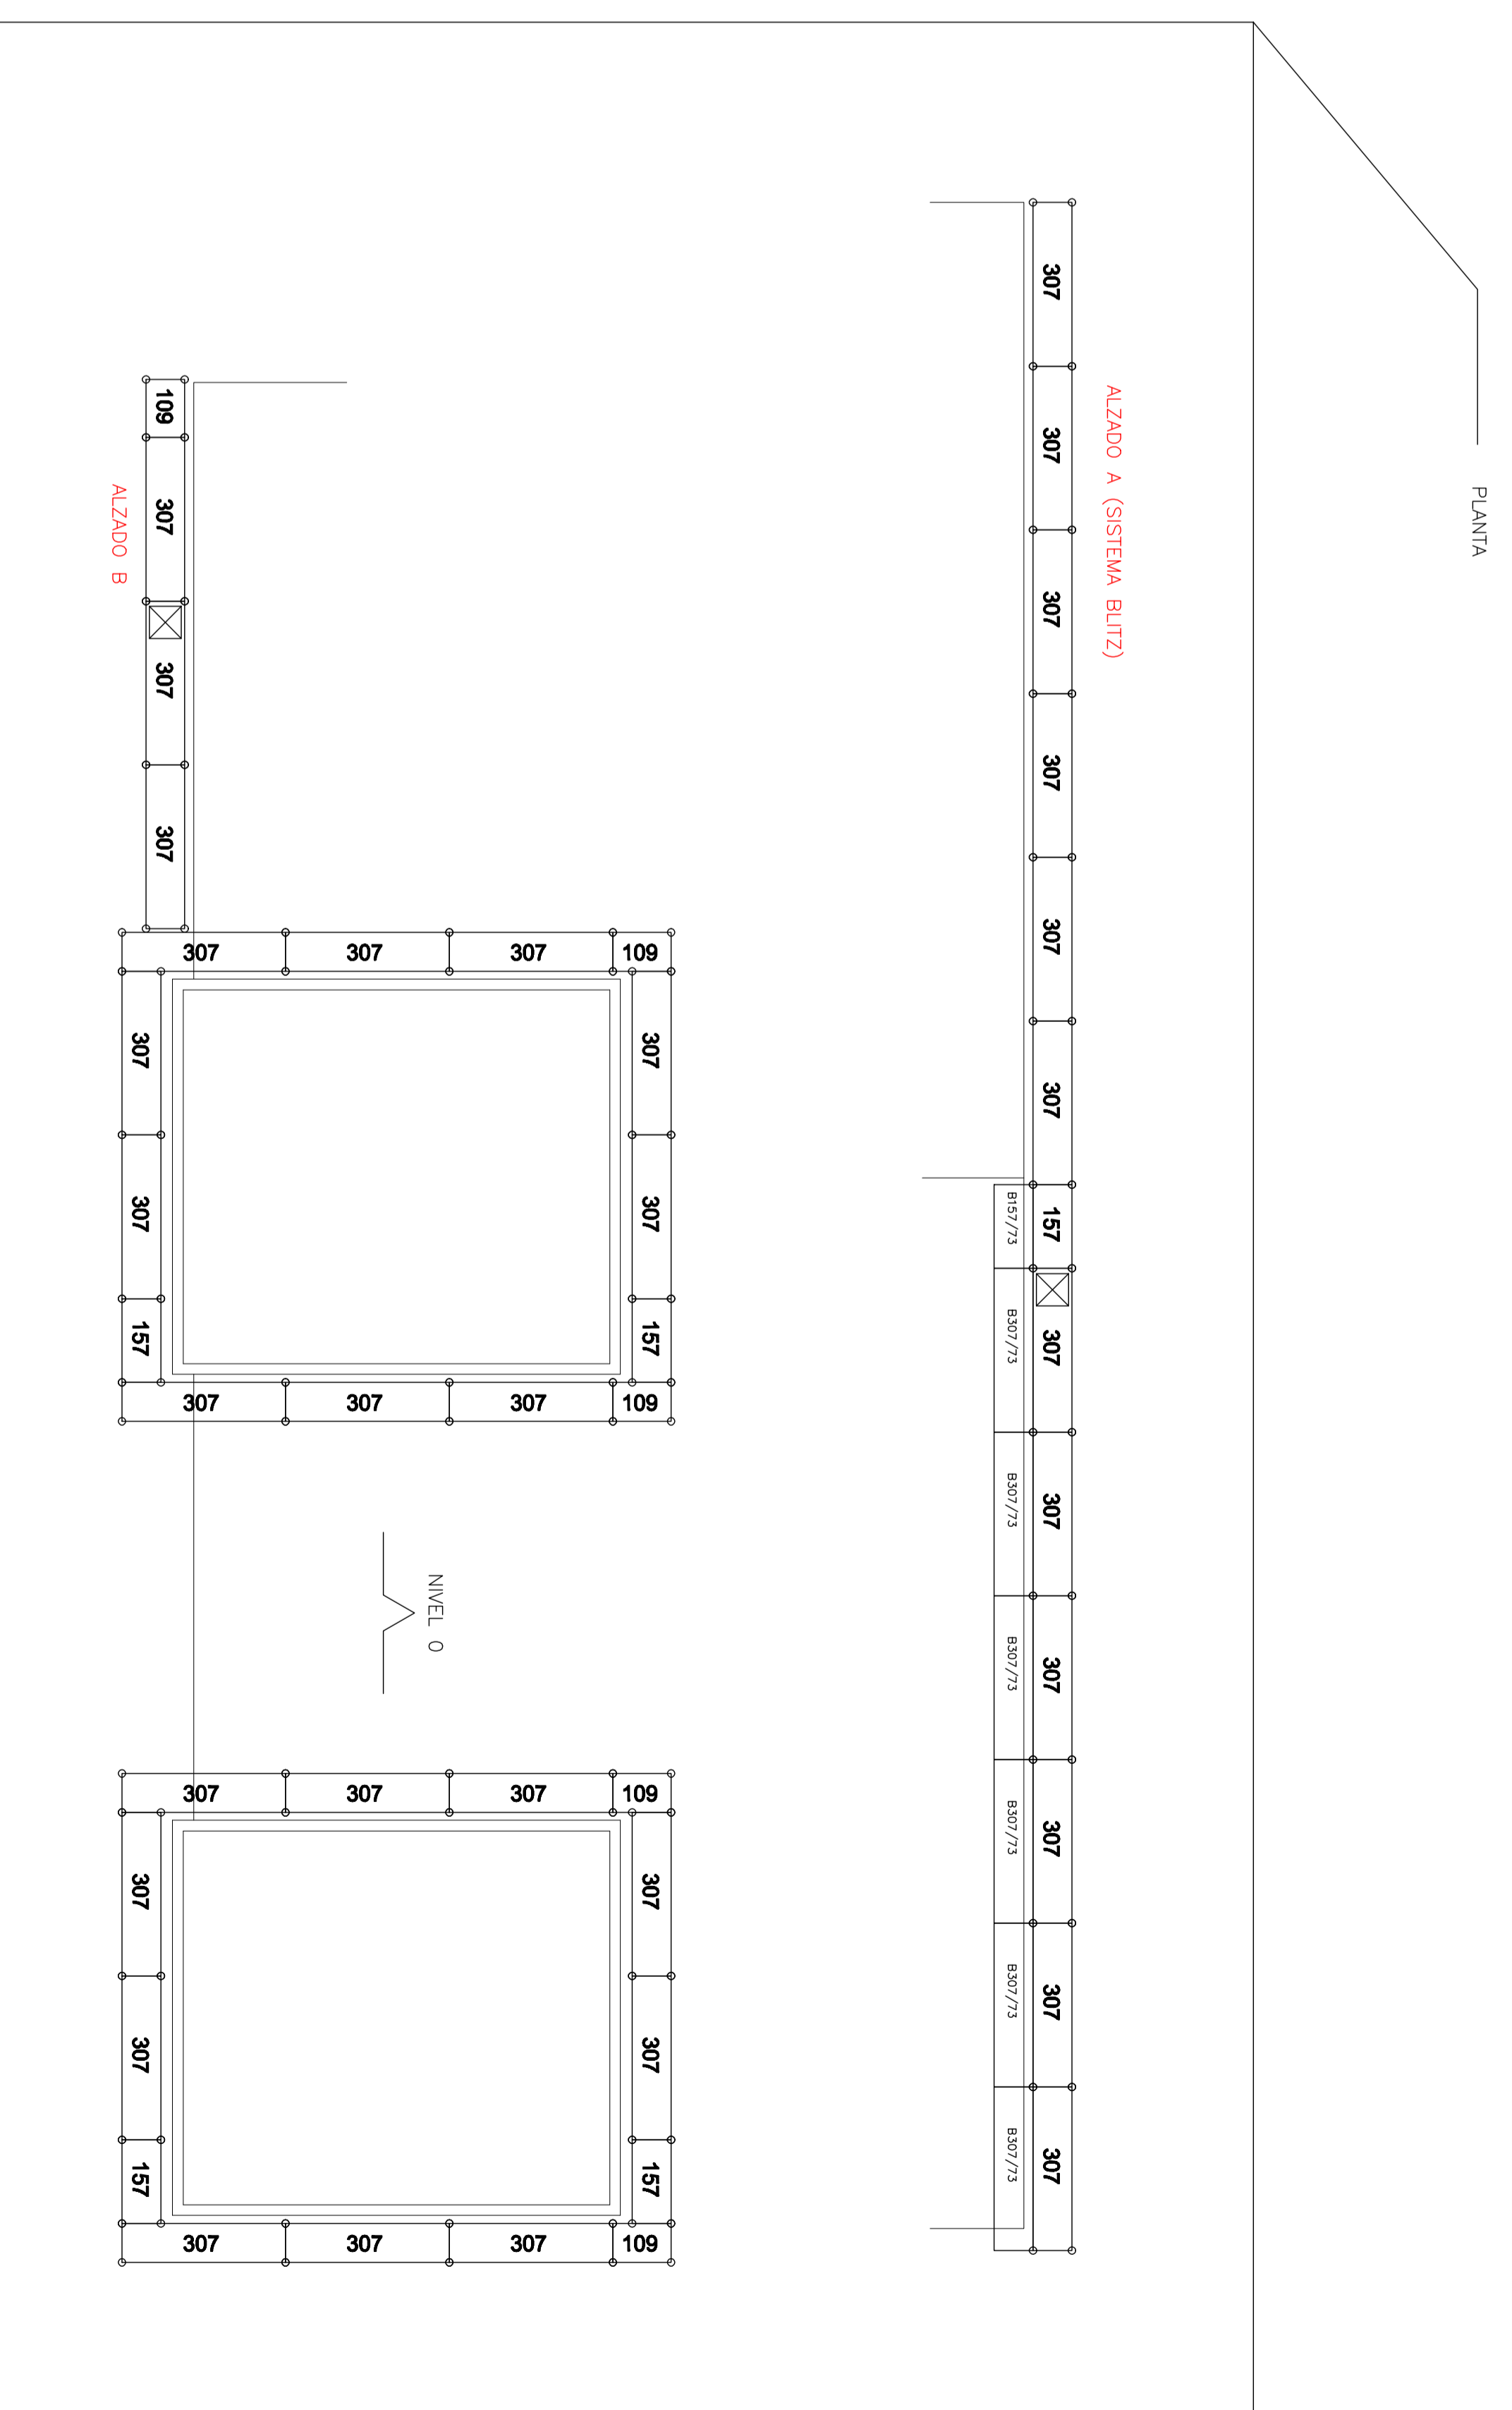 PLANTA
ALZADO A (SISTEMA BLITZ)
307 307 307 307 307 307 157 307 307 307 307 307 307
B157/73 B307/73 B307/73 B307/73 B307/73 B307/73 B307/73
109 307 307 157 109 109 307 307 157 109
307 307 307 307
NIVEL 0
307 307 307 307
307 307 307 307
109 307 307 307
307 307 157 307 307 157
ALZADO B